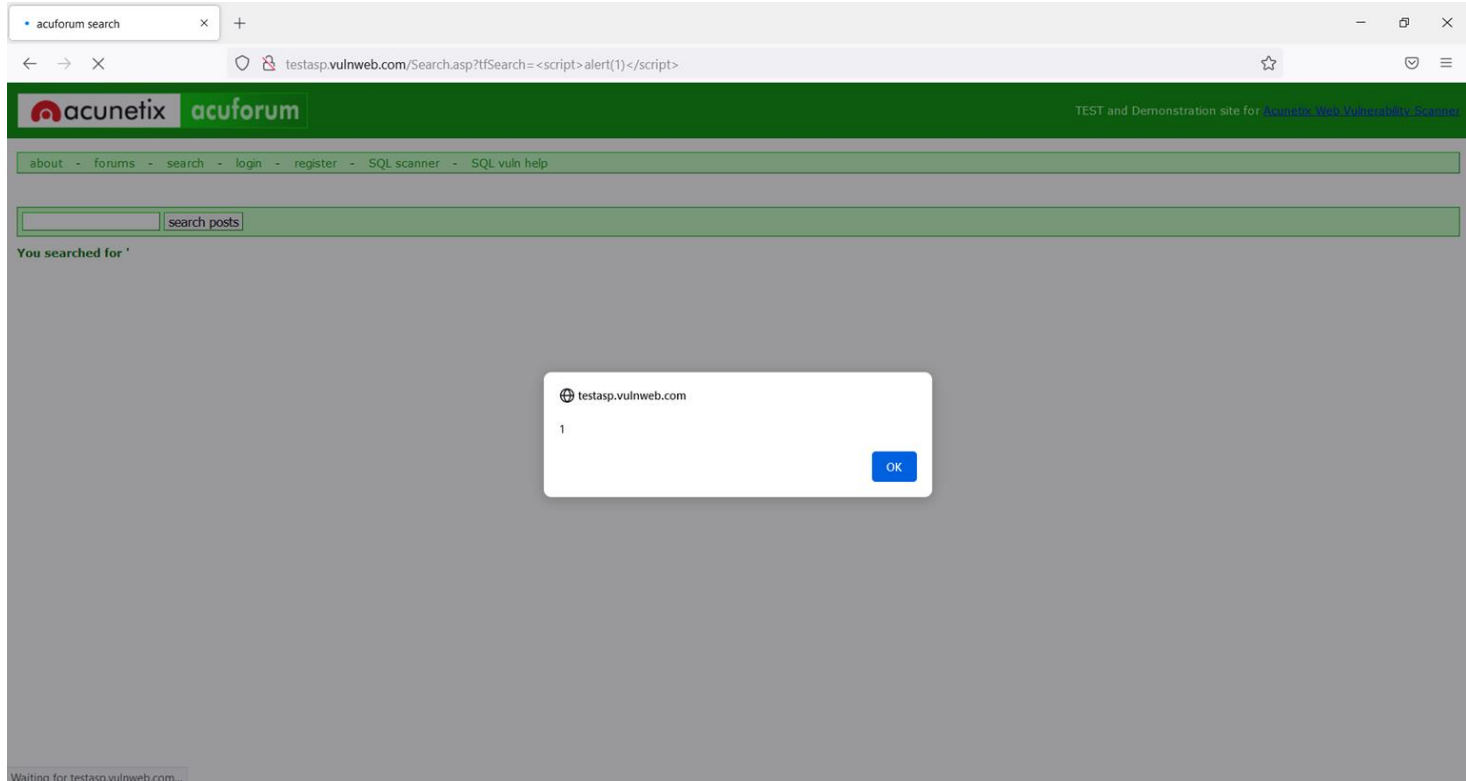 acuforum search
testasp.vulnweb.com/Search.asp?tfSearch=<script>alert(1)</script>
acunetix acuforum
TEST and Demonstration site for Acunetix Web Vulnerability Scanner
about - forums - search - login - register - SQL scanner - SQL vuln help
search posts
You searched for '
testasp.vulnweb.com
1
OK
Waiting for testasp.vulnweb.com...